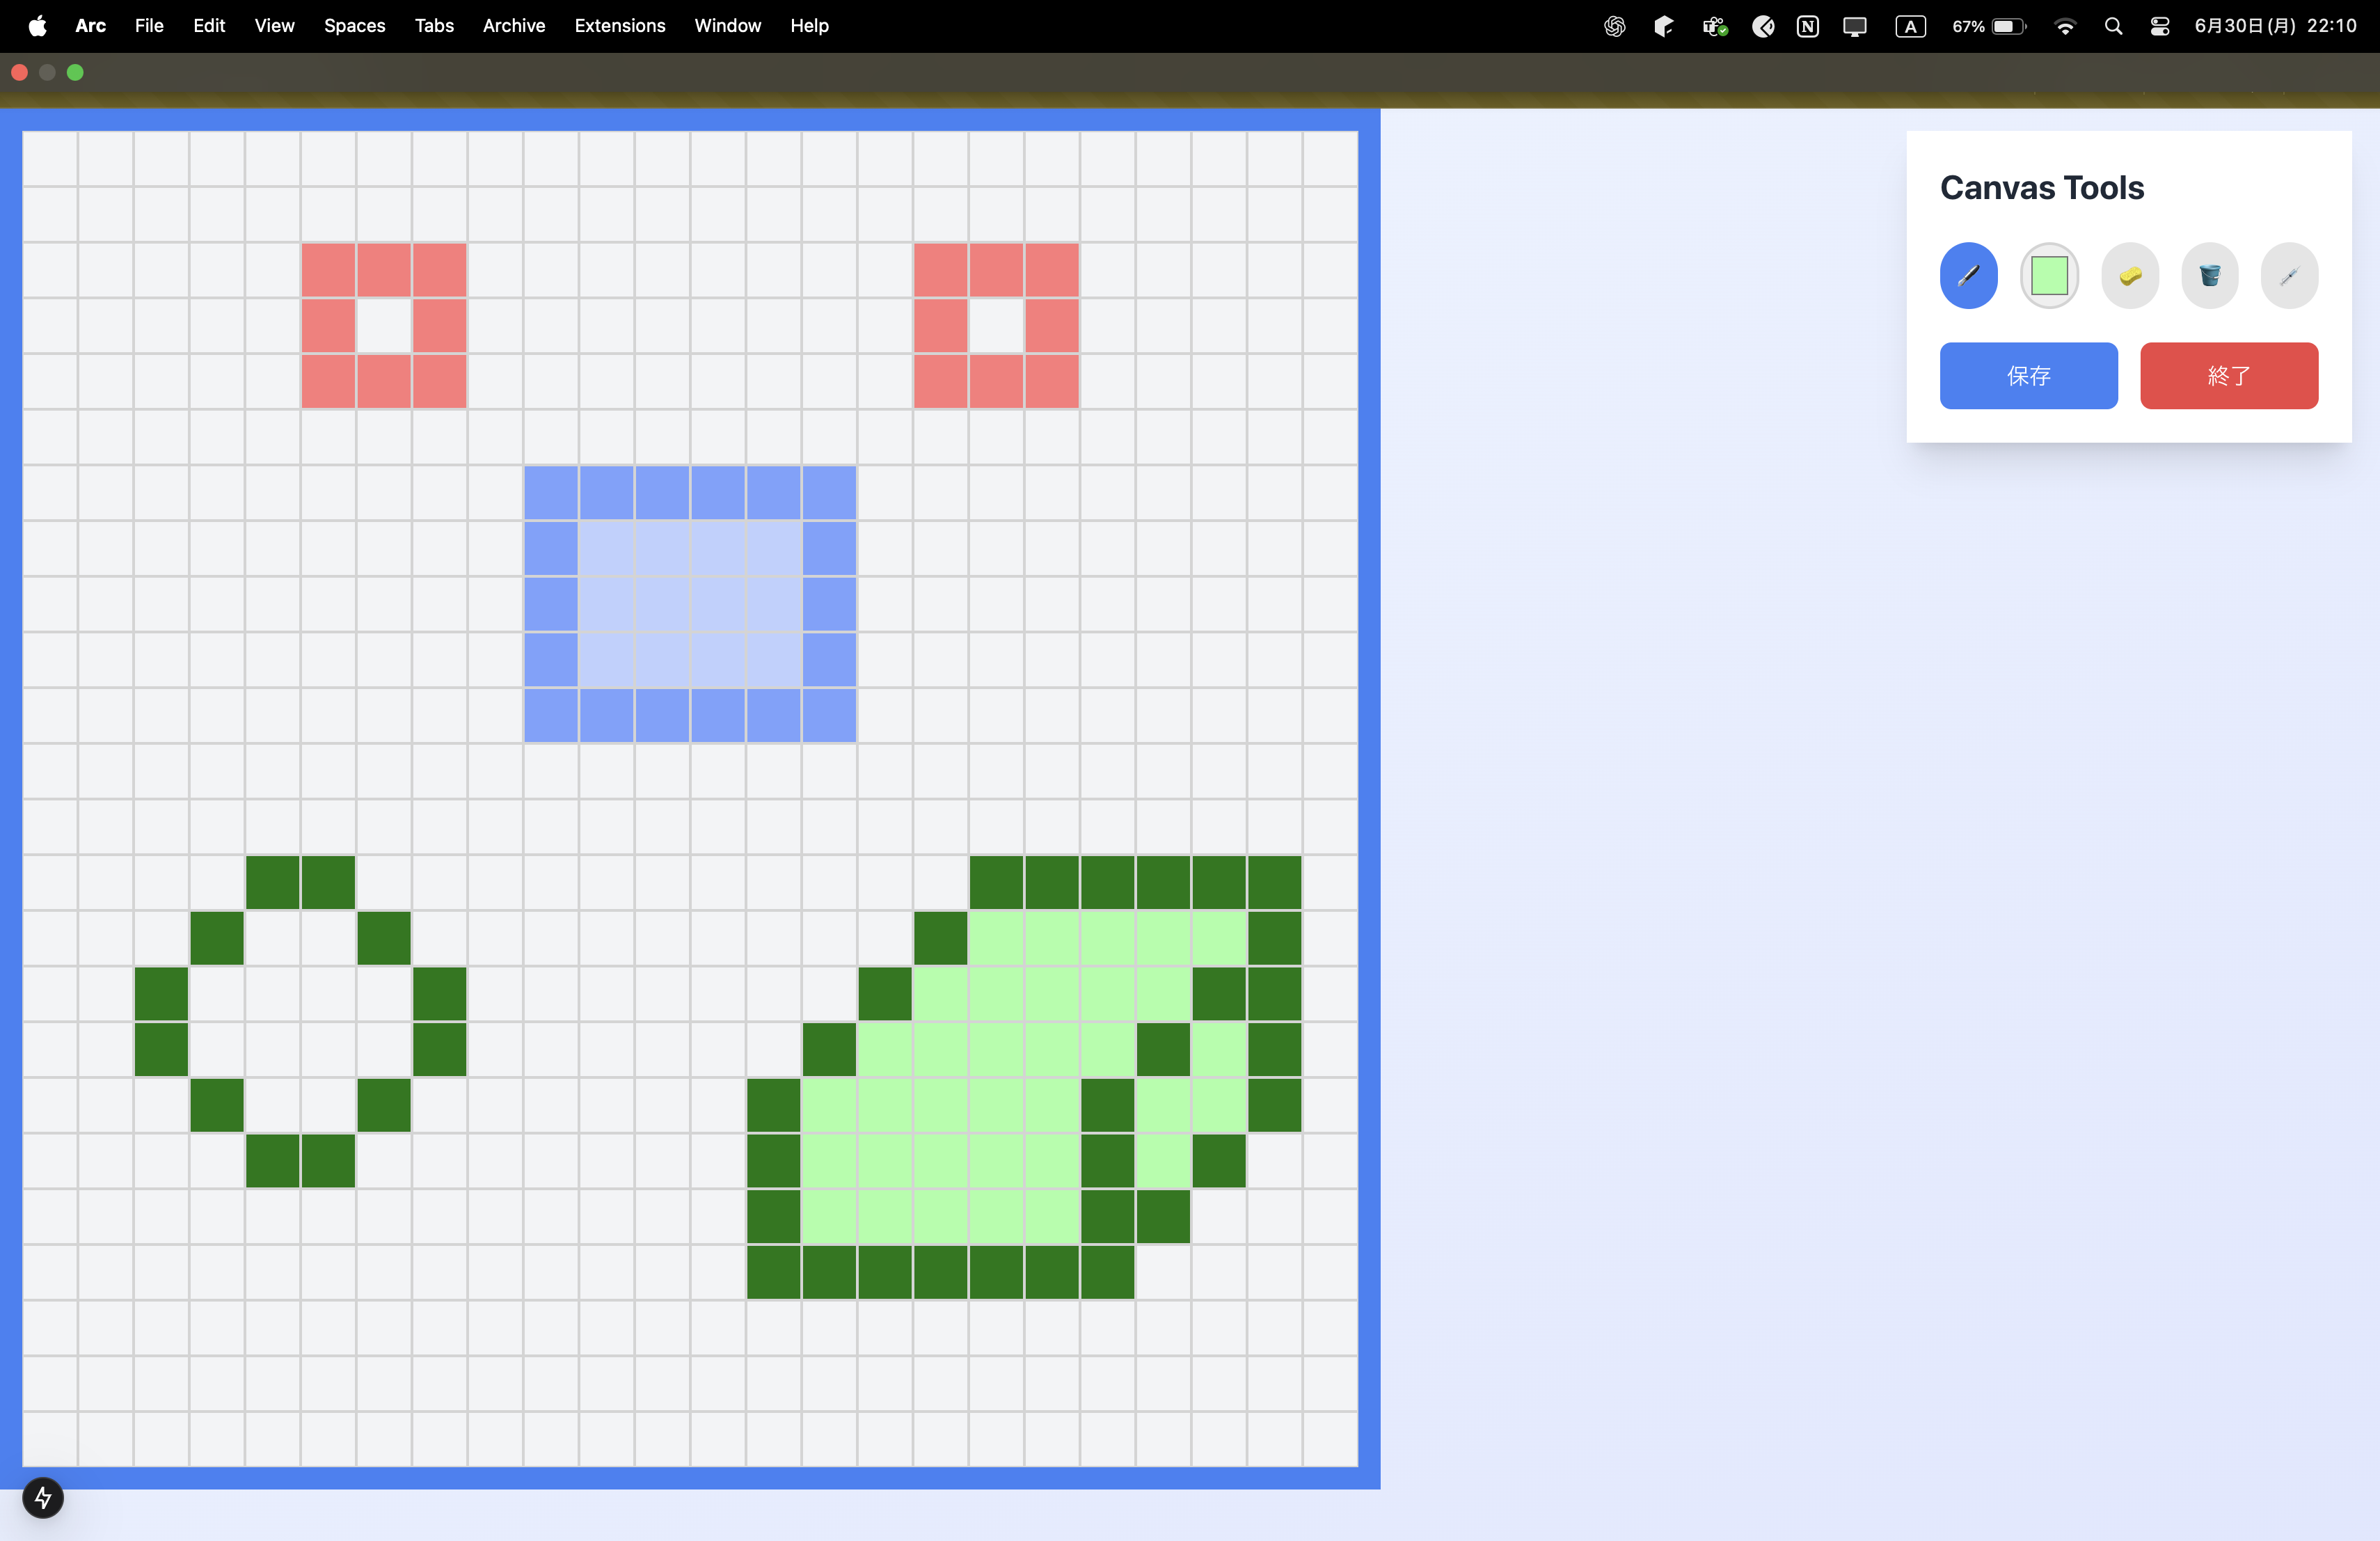 Arc File Edit View Spaces Tabs Archive Extensions Window Help A 67% 6月30日(月) 22:10
Canvas Tools
保存 終了